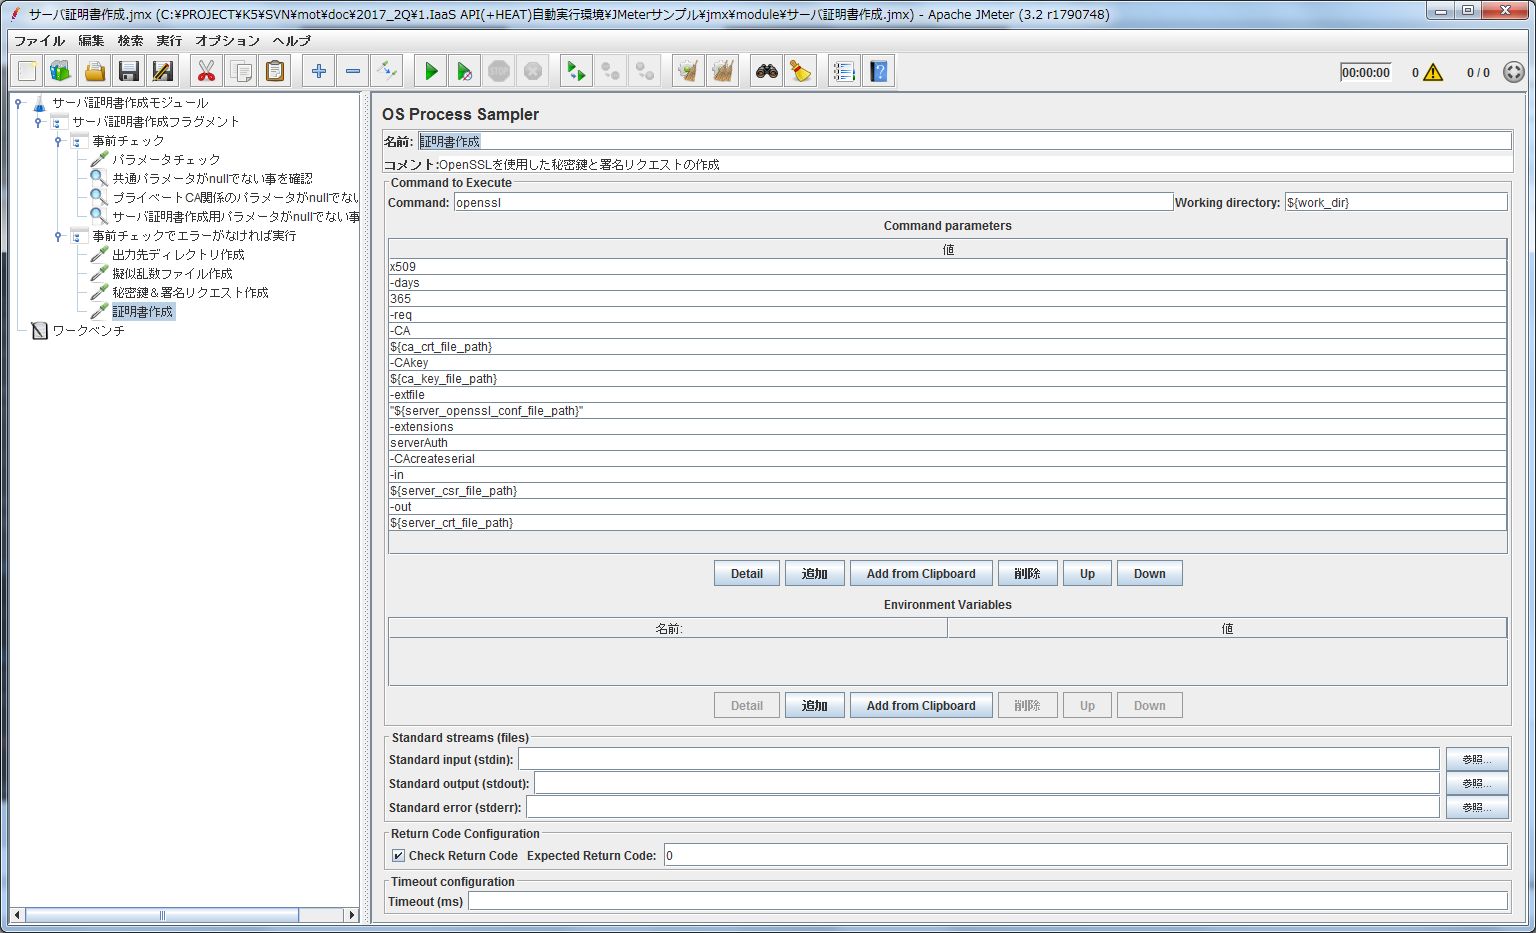 サーバ証明書作成.jmx (C:¥PROJECT¥K5¥SVN¥mot¥doc¥2017_2Q¥1.IaaS API(+HEAT)自動実行環境¥JMeterサンプル¥jmx¥module¥サーバ証明書作成.jmx) - Apache JMeter (3.2 r1790748)
ファイル 編集 検索 実行 オプション ヘルプ
STOP
00:00:00 0 0 / 0
サーバ証明書作成モジュール
サーバ証明書作成フラグメント
事前チェック
パラメータチェック
共通パラメータがnullでない事を確認
プライベートCA関係のパラメータがnullでない
サーバ証明書作成用パラメータがnullでない事
事前チェックでエラーがなければ実行
出力先ディレクトリ作成
擬似乱数ファイル作成
秘密鍵＆署名リクエスト作成
証明書作成
ワークベンチ
OS Process Sampler
名前: 証明書作成
コメント: OpenSSLを使用した秘密鍵と署名リクエストの作成
Command to Execute
Command: openssl Working directory: ${work_dir}
Command parameters
値
x509
-days
365
-req
-CA
${ca_crt_file_path}
-CAkey
${ca_key_file_path}
-extfile
"${server_openssl_conf_file_path}"
-extensions
serverAuth
-CAcreateserial
-in
${server_csr_file_path}
-out
${server_crt_file_path}
Detail 追加 Add from Clipboard 削除 Up Down
Environment Variables
名前: 値
Detail 追加 Add from Clipboard 削除 Up Down
Standard streams (files)
Standard input (stdin): 参照...
Standard output (stdout): 参照...
Standard error (stderr): 参照...
Return Code Configuration
Check Return Code Expected Return Code: 0
Timeout configuration
Timeout (ms)